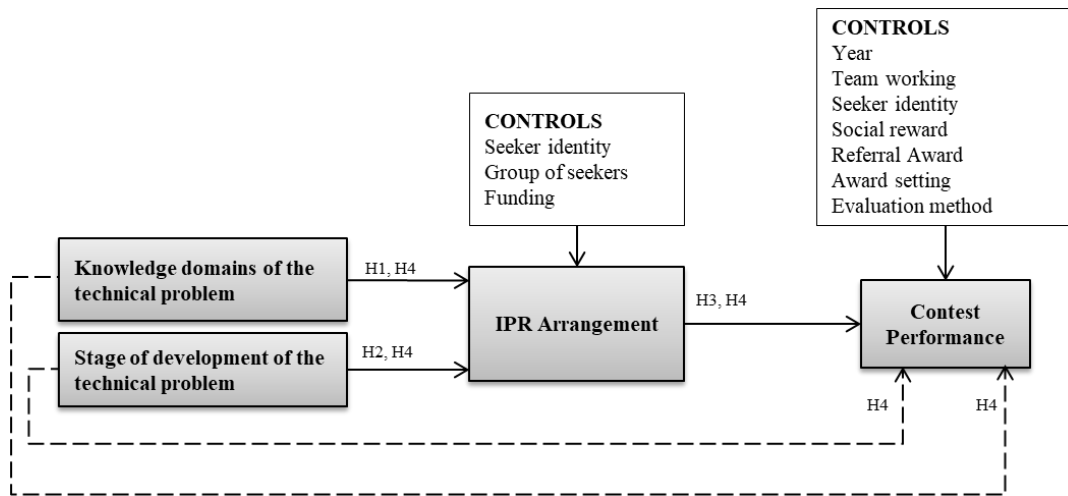 CONTROLS
Year
Team working
Seeker identity
Social reward
Referral Award
Award setting
Evaluation method
CONTROLS
Seeker identity
Group of seekers
Funding
Knowledge domains of the
technical problem
H1, H4
IPR Arrangement
H3, H4
Contest
Performance
Stage of development of the
technical problem
H2, H4
H4
H4